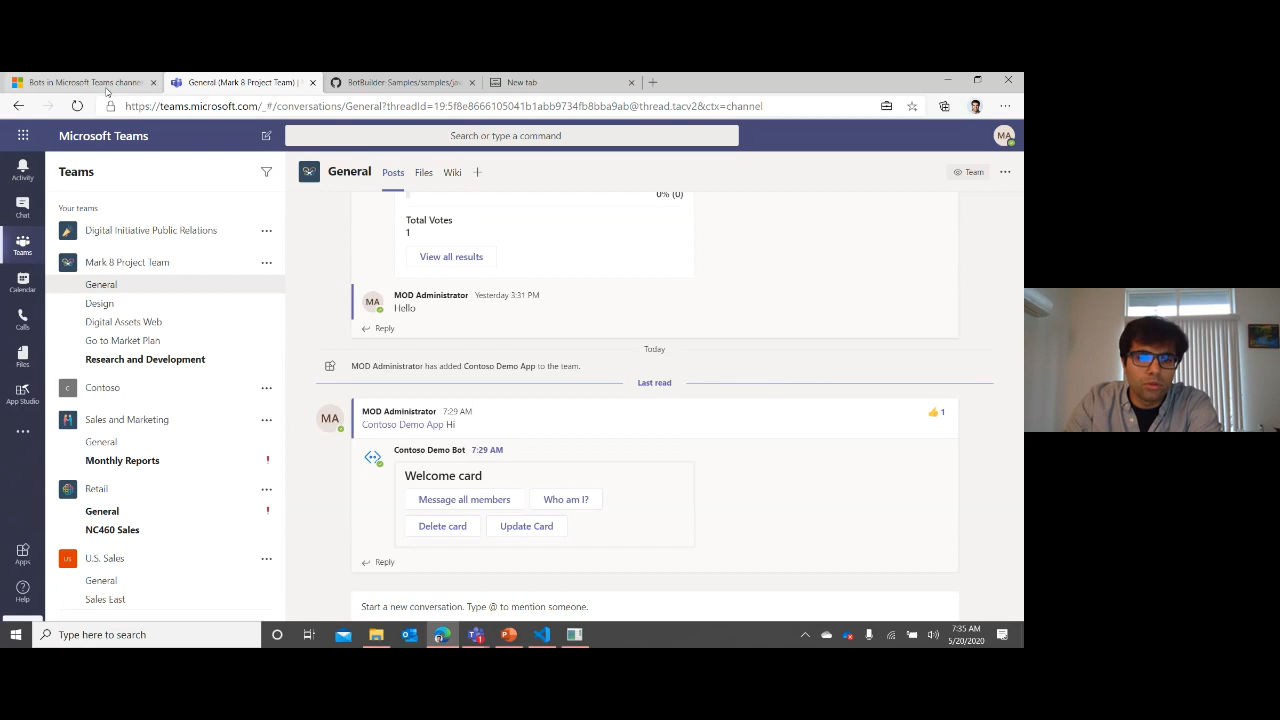 Bots in Microsoft Teams channe
General (Mark 8 Project Team) |
BotBuilder-Samples/samples/jav
New tab
https://teams.microsoft.com/_#/conversations/General?threadId=19:5f8e8666105041b1abb9734fb8bba9ab@thread.tacv2&ctx=channel
Microsoft Teams
Search or type a command
MA
Activity
Chat
Teams
Calendar
Calls
Files
App Studio
Apps
Help
Teams
Your teams
Digital Initiative Public Relations
Mark 8 Project Team
General
Design
Digital Assets Web
Go to Market Plan
Research and Development
C
Contoso
Sales and Marketing
General
Monthly Reports !
Retail
General !
NC460 Sales
US
U.S. Sales
General
Sales East
General
Posts
Files
Wiki
Team
0% (0)
Total Votes
1
View all results
MA
MOD Administrator Yesterday 3:31 PM
Hello
Reply
Today
MOD Administrator has added Contoso Demo App to the team.
Last read
MA
MOD Administrator 7:29 AM
1
Contoso Demo App Hi
Contoso Demo Bot 7:29 AM
Welcome card
Message all members
Who am I?
Delete card
Update Card
Reply
Start a new conversation. Type @ to mention someone.
Type here to search
7:35 AM
5/20/2020